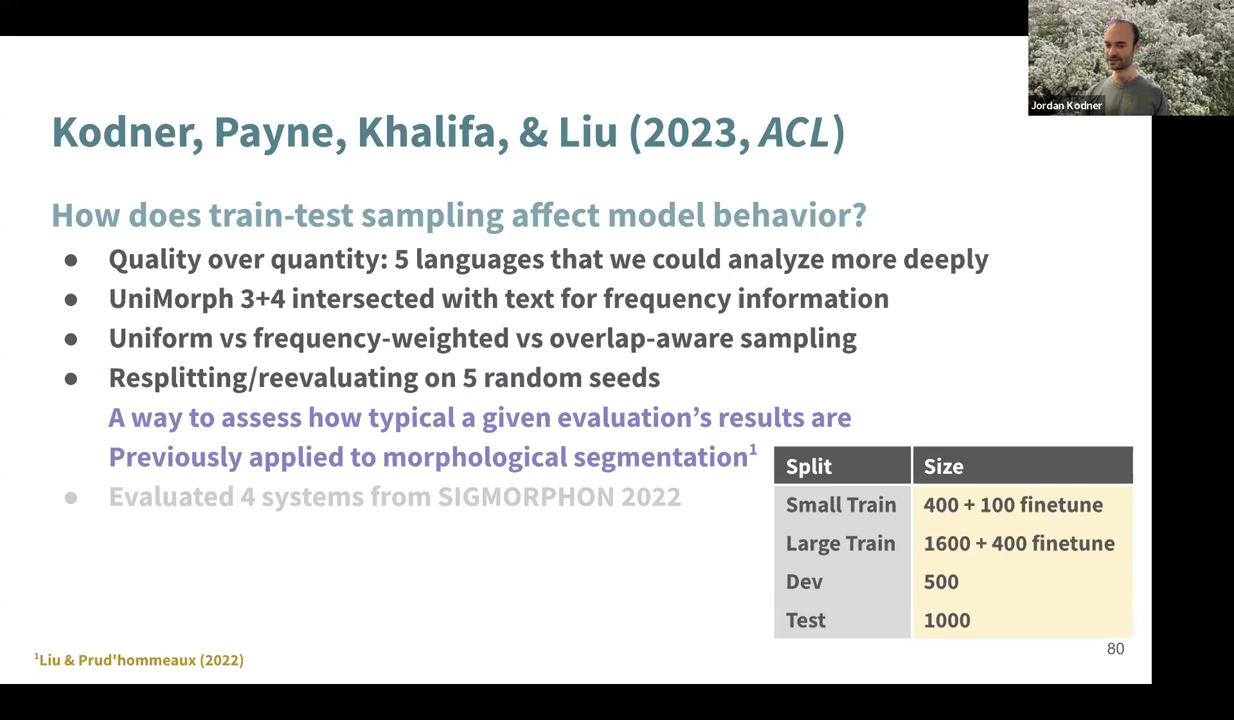 Jordan Kodner
Kodner, Payne, Khalifa, & Liu (2023, ACL)
How does train-test sampling affect model behavior?
● Quality over quantity: 5 languages that we could analyze more deeply
● UniMorph 3+4 intersected with text for frequency information
● Uniform vs frequency-weighted vs overlap-aware sampling
● Resplitting/reevaluating on 5 random seeds
A way to assess how typical a given evaluation’s results are
Previously applied to morphological segmentation¹
● Evaluated 4 systems from SIGMORPHON 2022
Split Size
Small Train 400 + 100 finetune
Large Train 1600 + 400 finetune
Dev 500
Test 1000
¹Liu & Prud'hommeaux (2022)
80